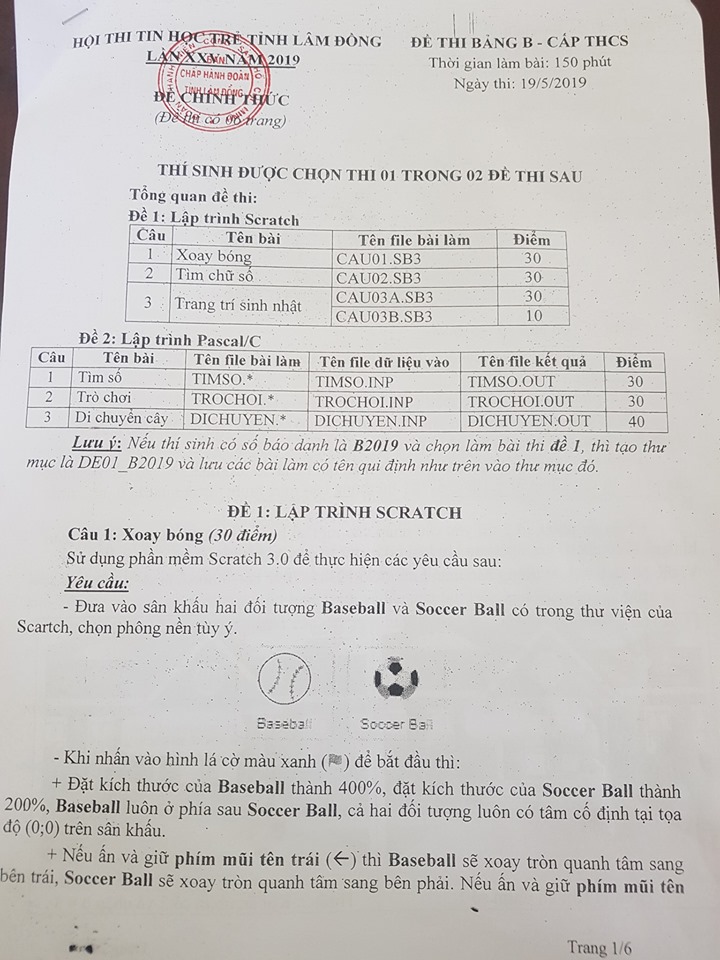 HỘI THI TIN HỌC TRẺ TỈNH LÂM ĐỒNG
LẦN XXV NĂM 2019
ĐỀ CHÍNH THỨC
(Đề thi có 06 trang)
CHẤP HÀNH ĐOÀN
TỈNH LÂM ĐỒNG
ĐỀ THI BẢNG B - CẤP THCS
Thời gian làm bài: 150 phút
Ngày thi: 19/5/2019
THÍ SINH ĐƯỢC CHỌN THI 01 TRONG 02 ĐỀ THI SAU
Tổng quan đề thi:
Đề 1: Lập trình Scratch
Câu Tên bài Tên file bài làm Điểm
1 Xoay bóng CAU01.SB3 30
2 Tìm chữ số CAU02.SB3 30
3 Trang trí sinh nhật CAU03A.SB3 30
CAU03B.SB3 10
Đề 2: Lập trình Pascal/C
Câu Tên bài Tên file bài làm Tên file dữ liệu vào Tên file kết quả Điểm
1 Tìm số TIMSO.* TIMSO.INP TIMSO.OUT 30
2 Trò chơi TROCHOI.* TROCHOI.INP TROCHOI.OUT 30
3 Di chuyển cây DICHUYEN.* DICHUYEN.INP DICHUYEN.OUT 40
Lưu ý: Nếu thí sinh có số báo danh là B2019 và chọn làm bài thi đề 1, thì tạo thư
mục là DE01_B2019 và lưu các bài làm có tên qui định như trên vào thư mục đó.
ĐỀ 1: LẬP TRÌNH SCRATCH
Câu 1: Xoay bóng (30 điểm)
Sử dụng phần mềm Scratch 3.0 để thực hiện các yêu cầu sau:
Yêu cầu:
- Đưa vào sân khấu hai đối tượng Baseball và Soccer Ball có trong thư viện của
Scartch, chọn phông nền tùy ý.
Baseball Soccer Ball
- Khi nhấn vào hình lá cờ màu xanh () để bắt đầu thì:
+ Đặt kích thước của Baseball thành 400%, đặt kích thước của Soccer Ball thành
200%, Baseball luôn ở phía sau Soccer Ball, cả hai đối tượng luôn có tâm cố định tại tọa
độ (0;0) trên sân khấu.
+ Nếu ấn và giữ phím mũi tên trái (←) thì Baseball sẽ xoay tròn quanh tâm sang
bên trái, Soccer Ball sẽ xoay tròn quanh tâm sang bên phải. Nếu ấn và giữ phím mũi tên
Trang 1/6